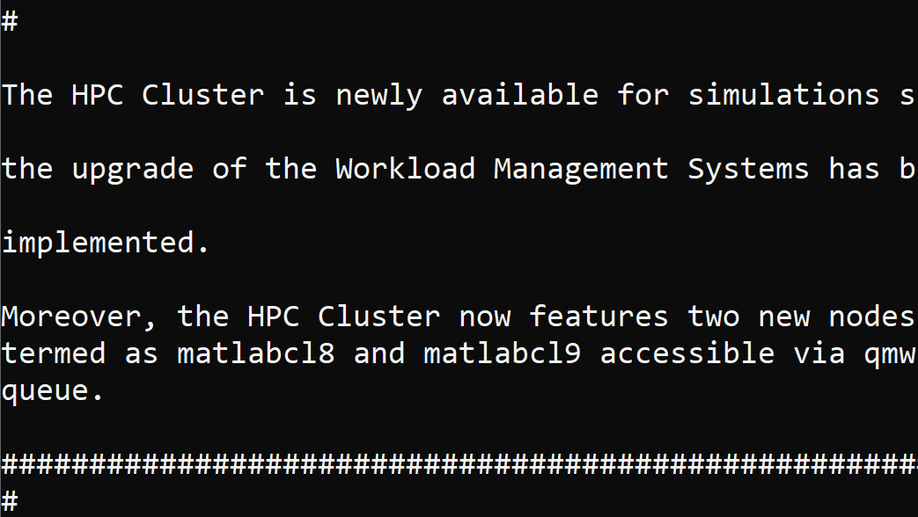 #
The HPC Cluster is newly available for simulations s
the upgrade of the Workload Management Systems has b
implemented.
Moreover, the HPC Cluster now features two new nodes
termed as matlabcl8 and matlabcl9 accessible via qmw
queue.
####################################################
#